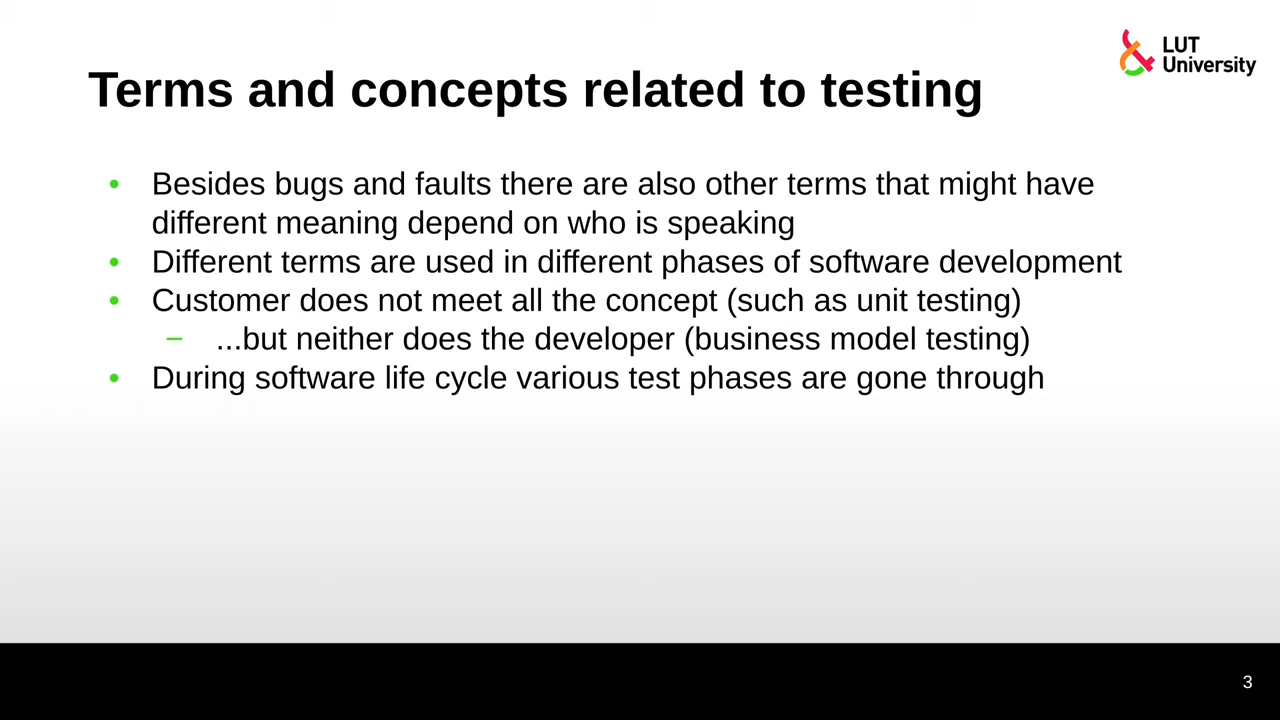 LUT
University
Terms and concepts related to testing
• Besides bugs and faults there are also other terms that might have
different meaning depend on who is speaking
• Different terms are used in different phases of software development
• Customer does not meet all the concept (such as unit testing)
– ...but neither does the developer (business model testing)
• During software life cycle various test phases are gone through
3